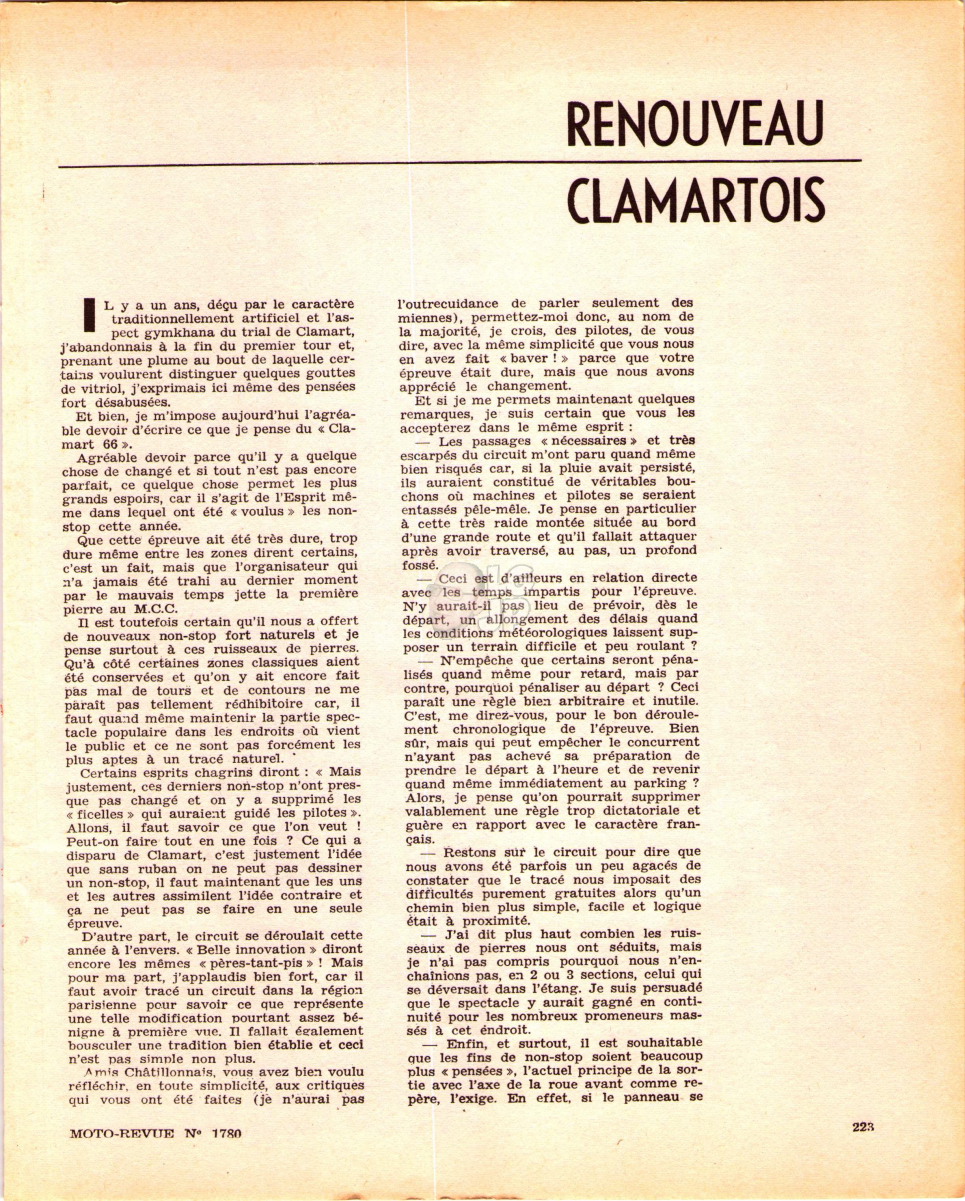 RENOUVEAU
CLAMARTOIS
IL y a un ans, déçu par le caractère
traditionnellement artificiel et l'as-
pect gymkhana du trial de Clamart,
j'abandonnais à la fin du premier tour et,
prenant une plume au bout de laquelle cer-
tains voulurent distinguer quelques gouttes
de vitriol, j'exprimais ici même des pensées
fort désabusées.
Et bien, je m'impose aujourd'hui l'agréa-
ble devoir d'écrire ce que je pense du « Cla-
mart 66 ».
Agréable devoir parce qu'il y a quelque
chose de changé et si tout n'est pas encore
parfait, ce quelque chose permet les plus
grands espoirs, car il s'agit de l'Esprit mê-
me dans lequel ont été « voulus » les non-
stop cette année.
Que cette épreuve ait été très dure, trop
dure même entre les zones dirent certains,
c'est un fait, mais que l'organisateur qui
n'a jamais été trahi au dernier moment
par le mauvais temps jette la première
pierre au M.C.C.
Il est toutefois certain qu'il nous a offert
de nouveaux non-stop fort naturels et je
pense surtout à ces ruisseaux de pierres.
Qu'à côté certaines zones classiques aient
été conservées et qu'on y ait encore fait
pas mal de tours et de contours ne me
paraît pas tellement rédhibitoire car, il
faut quand même maintenir la partie spec-
tacle populaire dans les endroits où vient
le public et ce ne sont pas forcément les
plus aptes à un tracé naturel.
Certains esprits chagrins diront : « Mais
justement, ces derniers non-stop n'ont pres-
que pas changé et on y a supprimé les
« ficelles » qui auraient guidé les pilotes ».
Allons, il faut savoir ce que l'on veut !
Peut-on faire tout en une fois ? Ce qui a
disparu de Clamart, c'est justement l'idée
que sans ruban on ne peut pas dessiner
un non-stop, il faut maintenant que les uns
et les autres assimilent l'idée contraire et
ça ne peut pas se faire en une seule
épreuve.
D'autre part, le circuit se déroulait cette
année à l'envers. « Belle innovation » diront
encore les mêmes « pères-tant-pis » ! Mais
pour ma part, j'applaudis bien fort, car il
faut avoir tracé un circuit dans la région
parisienne pour savoir ce que représente
une telle modification pourtant assez bé-
nigne à première vue. Il fallait également
bousculer une tradition bien établie et ceci
n'est pas simple non plus.
Amis Châtillonnais, vous avez bien voulu
réfléchir, en toute simplicité, aux critiques
qui vous ont été faites (je n'aurai pas
l'outrecuidance de parler seulement des
miennes), permettez-moi donc, au nom de
la majorité, je crois, des pilotes, de vous
dire, avec la même simplicité que vous nous
en avez fait « baver ! » parce que votre
épreuve était dure, mais que nous avons
apprécié le changement.
Et si je me permets maintenant quelques
remarques, je suis certain que vous les
accepterez dans le même esprit :
— Les passages « nécessaires » et très
escarpés du circuit m'ont paru quand même
bien risqués car, si la pluie avait persisté,
ils auraient constitué de véritables bou-
chons où machines et pilotes se seraient
entassés pêle-mêle. Je pense en particulier
à cette très raide montée située au bord
d'une grande route et qu'il fallait attaquer
après avoir traversé, au pas, un profond
fossé.
— Ceci est d'ailleurs en relation directe
avec les temps impartis pour l'épreuve.
N'y aurait-il pas lieu de prévoir, dès le
départ, un allongement des délais quand
les conditions météorologiques laissent sup-
poser un terrain difficile et peu roulant ?
— N'empêche que certains seront péna-
lisés quand même pour retard, mais par
contre, pourquoi pénaliser au départ ? Ceci
paraît une règle bien arbitraire et inutile.
C'est, me direz-vous, pour le bon déroule-
ment chronologique de l'épreuve. Bien
sûr, mais qui peut empêcher le concurrent
n'ayant pas achevé sa préparation de
prendre le départ à l'heure et de revenir
quand même immédiatement au parking ?
Alors, je pense qu'on pourrait supprimer
valablement une règle trop dictatoriale et
guère en rapport avec le caractère fran-
çais.
— Restons sur le circuit pour dire que
nous avons été parfois un peu agacés de
constater que le tracé nous imposait des
difficultés purement gratuites alors qu'un
chemin bien plus simple, facile et logique
était à proximité.
— J'ai dit plus haut combien les ruis-
seaux de pierres nous ont séduits, mais
je n'ai pas compris pourquoi nous n'en-
chaînions pas, en 2 ou 3 sections, celui qui
se déversait dans l'étang. Je suis persuadé
que le spectacle y aurait gagné en conti-
nuité pour les nombreux promeneurs mas-
sés à cet éndroit.
— Enfin, et surtout, il est souhaitable
que les fins de non-stop soient beaucoup
plus « pensées », l'actuel principe de la sor-
tie avec l'axe de la roue avant comme re-
père, l'exige. En effet, si le panneau se
MOTO-REVUE N° 1780
223